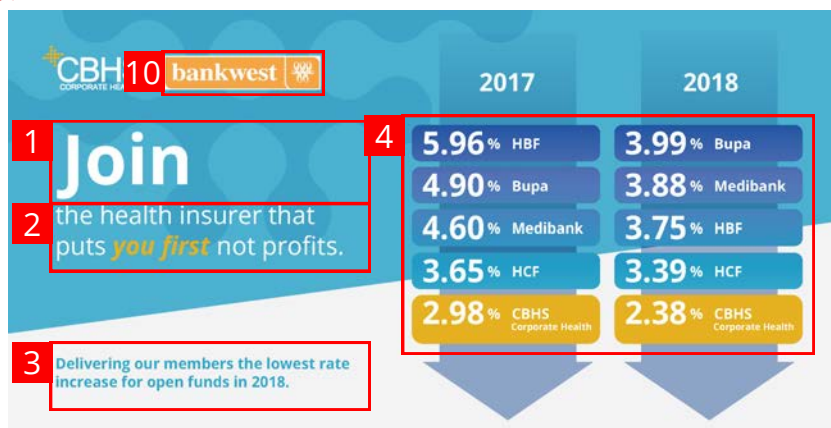 CBHS
CORPORATE HEALTH
10
bankwest
2017
2018
1
Join
2
the health insurer that
puts you first not profits.
3
Delivering our members the lowest rate
increase for open funds in 2018.
4
5.96% HBF
3.99% Bupa
4.90% Bupa
3.88% Medibank
4.60% Medibank
3.75% HBF
3.65% HCF
3.39% HCF
2.98% CBHS
Corporate Health
2.38% CBHS
Corporate Health